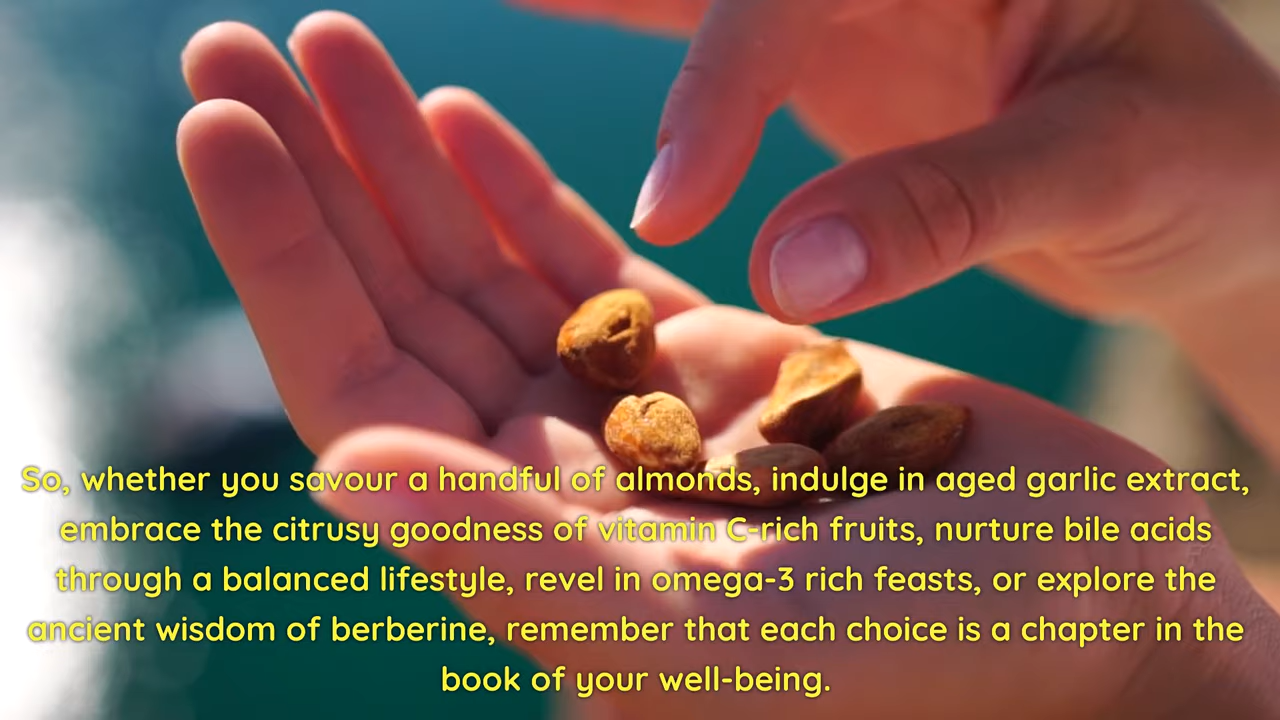 So, whether you savour a handful of almonds, indulge in aged garlic extract,
embrace the citrusy goodness of vitamin C-rich fruits, nurture bile acids
through a balanced lifestyle, revel in omega-3 rich feasts, or explore the
ancient wisdom of berberine, remember that each choice is a chapter in the
book of your well-being.